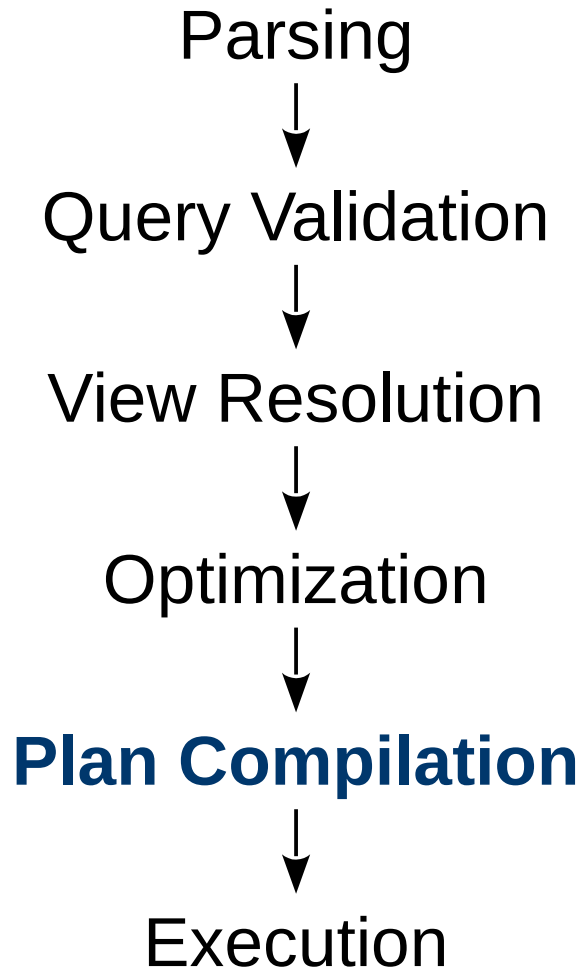 Parsing
Query Validation
View Resolution
Optimization
Plan Compilation
Execution